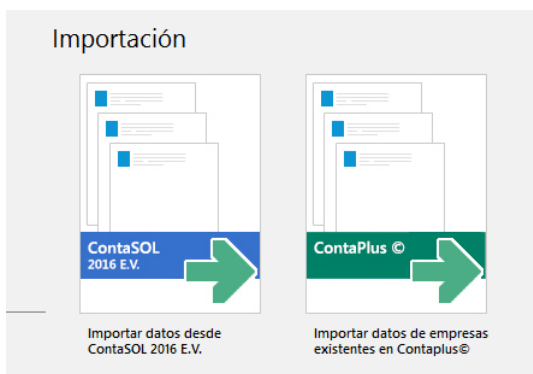 Importación
ContaSOL
2016 E.V.
ContaPlus ©
Importar datos desde
ContaSOL 2016 E.V.
Importar datos de empresas
existentes en Contaplus©